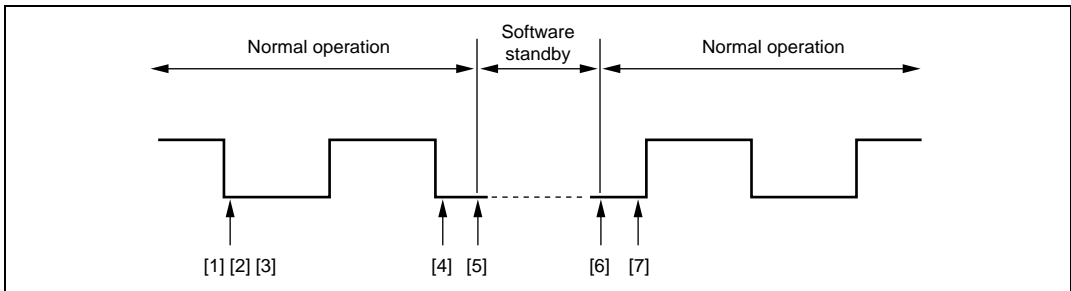 Normal operation
Software
standby
Normal operation
[1] [2] [3]
[4]
[5]
[6]
[7]